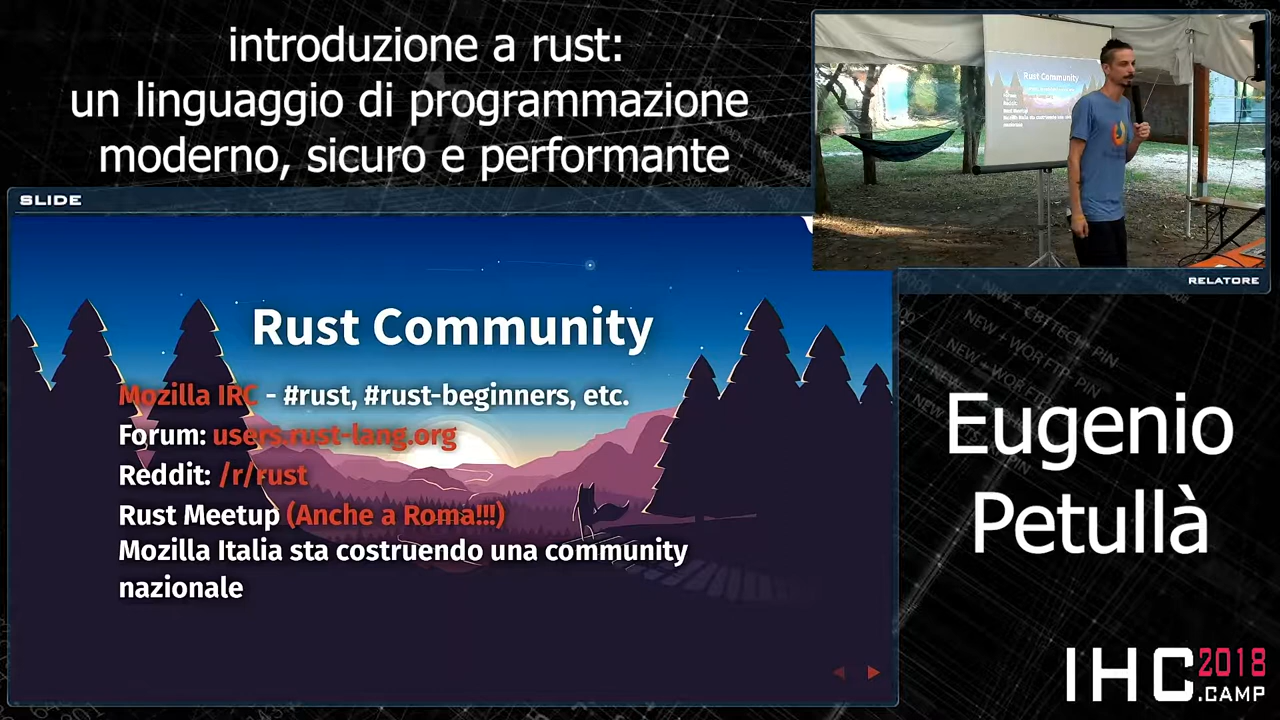 introduzione a rust:
un linguaggio di programmazione
moderno, sicuro e performante
SLIDE
Rust Community
RELATORE
Rust Community
Mozilla IRC - #rust, #rust-beginners, etc.
Forum: users.rust-lang.org
Reddit: /r/rust
Rust Meetup (Anche a Roma!!!)
Mozilla Italia sta costruendo una community
nazionale
Eugenio
Petullà
IHC 2018
.CAMP